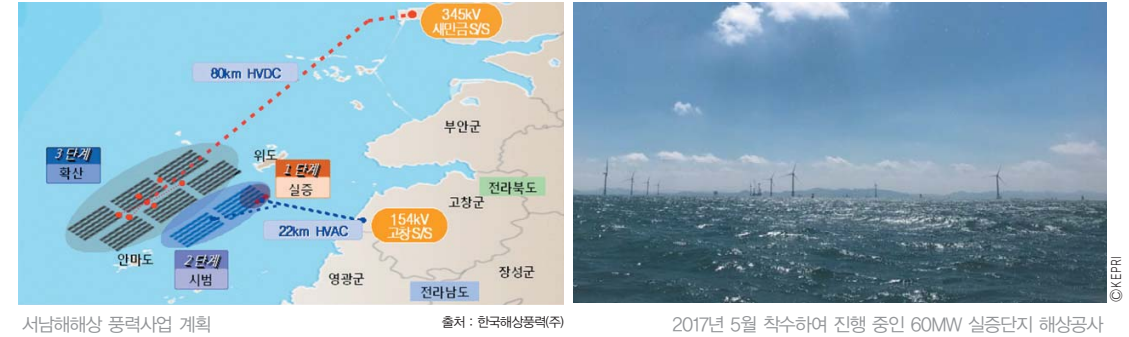 345kV
새만금S/S
80km HVDC
부안군
3 단계
확산
위도
1 단계
실증
전라북도
고창군
154kV
고창S/S
22km HVAC
안마도
2 단계
시범
영광군
장성군
전라남도
©KEPRI
서남해해상 풍력사업 계획
출처 : 한국해상풍력(주)
2017년 5월 착수하여 진행 중인 60MW 실증단지 해상공사